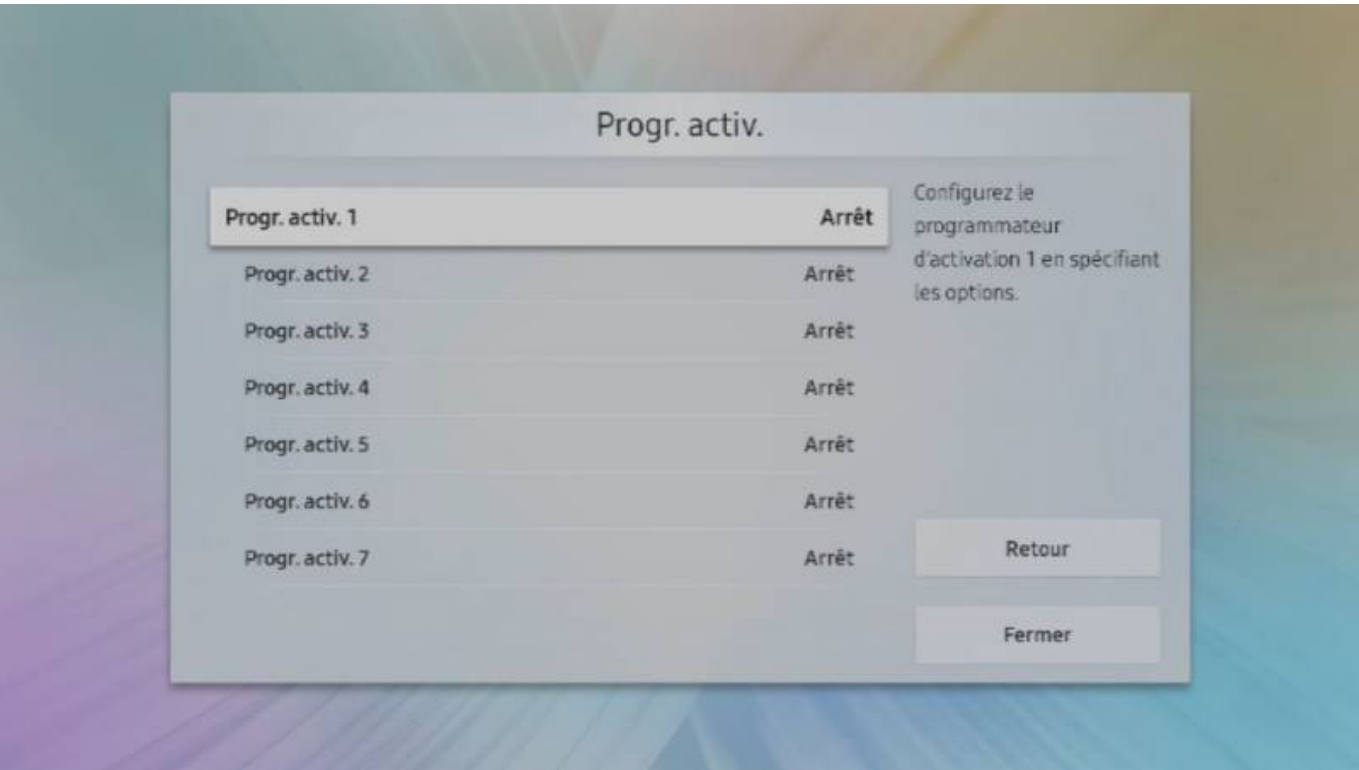 Progr. activ.
Progr. activ. 1 Arrêt
Progr. activ. 2 Arrêt
Progr. activ. 3 Arrêt
Progr. activ. 4 Arrêt
Progr. activ. 5 Arrêt
Progr. activ. 6 Arrêt
Progr. activ. 7 Arrêt
Configurez le
programmateur
d'activation 1 en spécifiant
les options.
Retour
Fermer